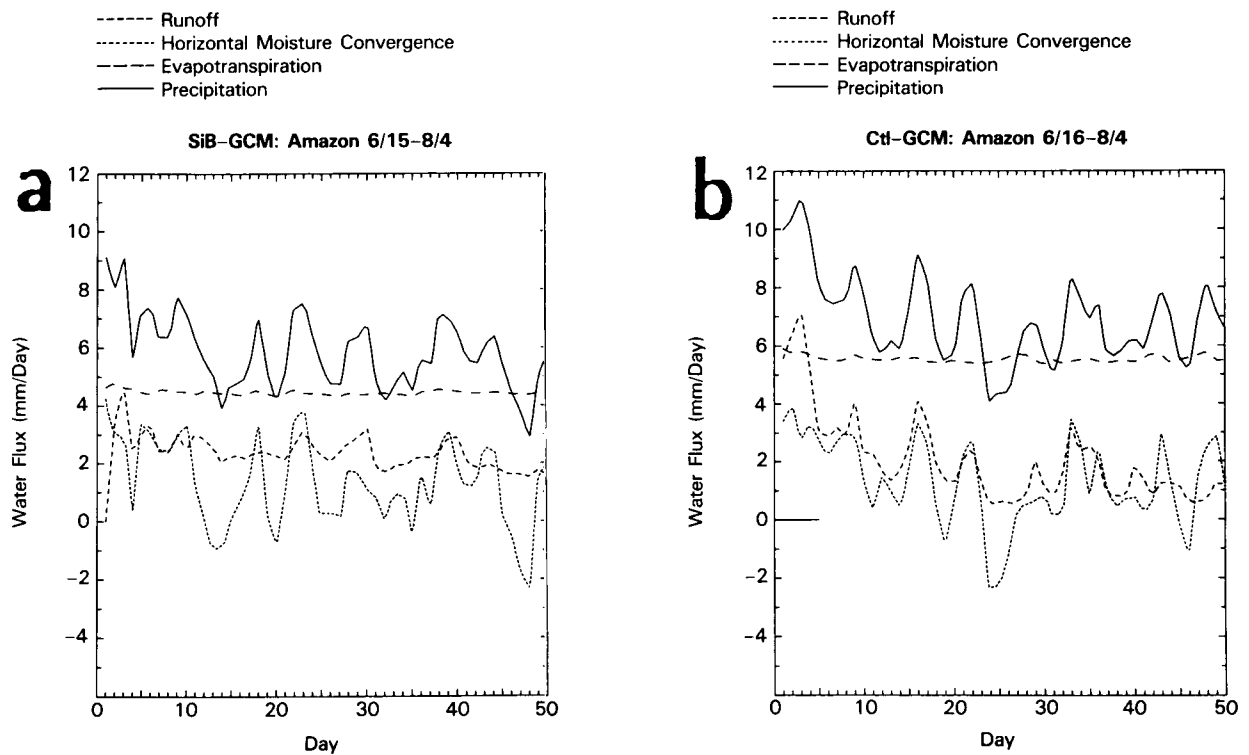 Runoff
Horizontal Moisture Convergence
Evapotranspiration
Precipitation
SiB-GCM: Amazon 6/15-8/4
a
12
10
8
6
4
2
0
-2
-4
Water Flux (mm/Day)
0 10 20 30 40 50
Day
Runoff
Horizontal Moisture Convergence
Evapotranspiration
Precipitation
Ctl-GCM: Amazon 6/16-8/4
b
12
10
8
6
4
2
0
-2
-4
Water Flux (mm/Day)
0 10 20 30 40 50
Day